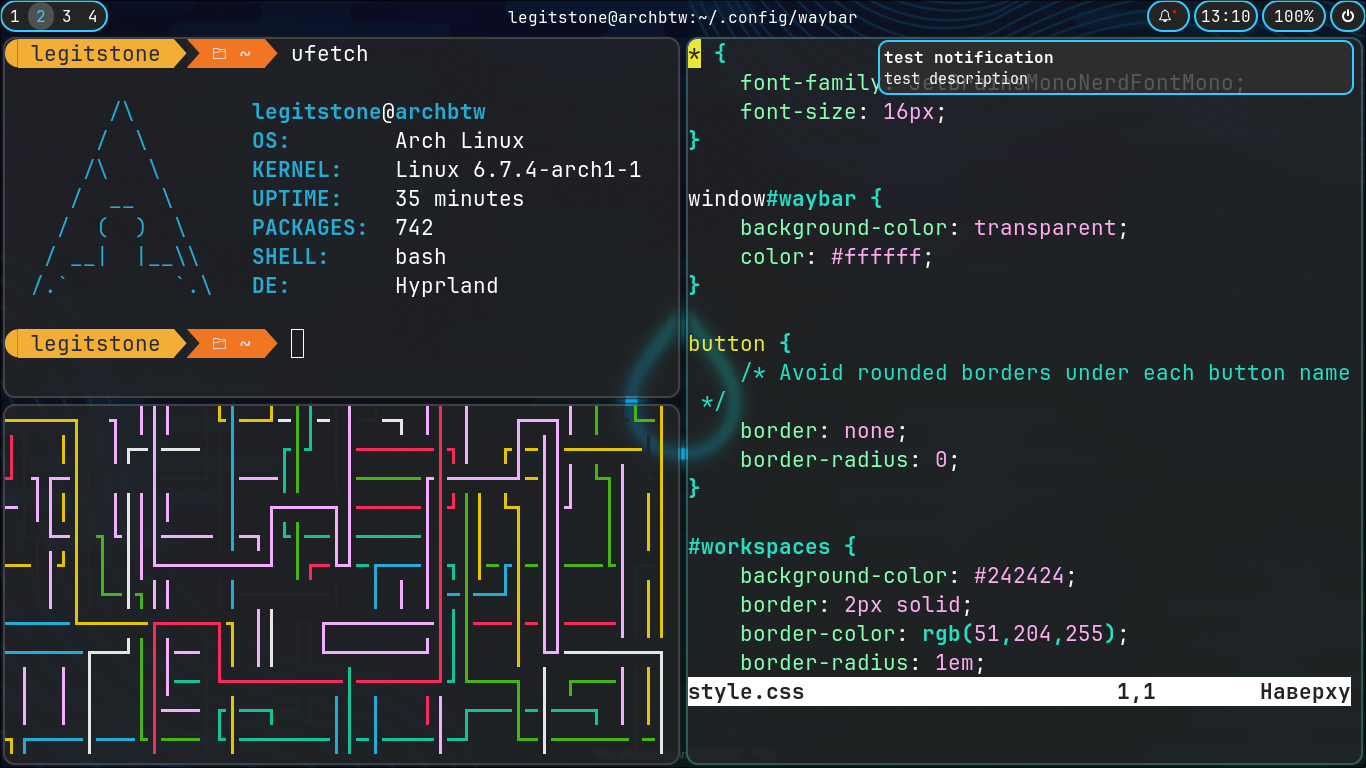 1 2 3 4
legitstone@archbtw:~/.config/waybar
13:10
100%
legitstone ~ ufetch
legitstone@archbtw
OS: Arch Linux
KERNEL: Linux 6.7.4-arch1-1
UPTIME: 35 minutes
PACKAGES: 742
SHELL: bash
DE: Hyprland
legitstone ~
test notification
test description
* {
font-family: JetBrainsMonoNerdFontMono;
font-size: 16px;
}
window#waybar {
background-color: transparent;
color: #ffffff;
}
button {
/* Avoid rounded borders under each button name
*/
border: none;
border-radius: 0;
}
#workspaces {
background-color: #242424;
border: 2px solid;
border-color: rgb(51,204,255);
border-radius: 1em;
style.css 1,1 Наверху